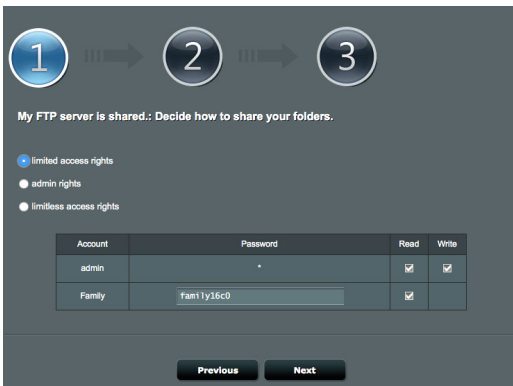 1 2 3
My FTP server is shared.: Decide how to share your folders.
limited access rights
admin rights
limitless access rights
Account Password Read Write
admin *
Family family16c0
Previous Next